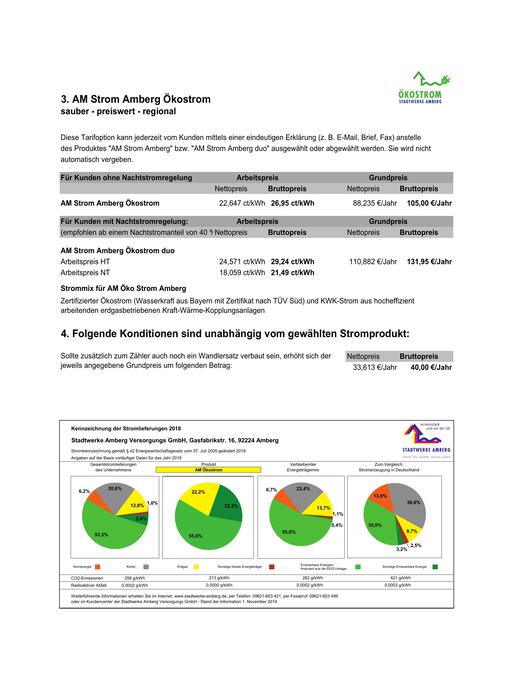 ÖKOSTROM
STADTWERKE AMBERG
3. AM Strom Amberg Ökostrom
sauber - preiswert - regional
Diese Tarifoption kann jederzeit vom Kunden mittels einer eindeutigen Erklärung (z. B. E-Mail, Brief, Fax) anstelle
des Produktes "AM Strom Amberg" bzw. "AM Strom Amberg duo" ausgewählt oder abgewählt werden. Sie wird nicht
automatisch vergeben.
Für Kunden ohne Nachtstromregelung Arbeitspreis Grundpreis
Nettopreis Bruttopreis Nettopreis Bruttopreis
AM Strom Amberg Ökostrom 22,647 ct/kWh 26,95 ct/kWh 88,235 €/Jahr 105,00 €/Jahr
Für Kunden mit Nachtstromregelung: Arbeitspreis Grundpreis
(empfohlen ab einem Nachtstromanteil von 40 % Nettopreis Bruttopreis Nettopreis Bruttopreis
AM Strom Amberg Ökostrom duo
Arbeitspreis HT 24,571 ct/kWh 29,24 ct/kWh 110,882 €/Jahr 131,95 €/Jahr
Arbeitspreis NT 18,059 ct/kWh 21,49 ct/kWh
Strommix für AM Öko Strom Amberg
Zertifizierter Ökostrom (Wasserkraft aus Bayern mit Zertifikat nach TÜV Süd) und KWK-Strom aus hocheffizient
arbeitenden erdgasbetriebenen Kraft-Wärme-Kopplungsanlagen
4. Folgende Konditionen sind unabhängig vom gewählten Stromprodukt:
Sollte zusätzlich zum Zähler auch noch ein Wandlersatz verbaut sein, erhöht sich der
jeweils angegebene Grundpreis um folgenden Betrag:
Nettopreis Bruttopreis
33,613 €/Jahr 40,00 €/Jahr
Kennzeichnung der Stromlieferungen 2018
Stadtwerke Amberg Versorgungs GmbH, Gasfabrikstr. 16, 92224 Amberg
Stromkennzeichnung gemäß § 42 Energiewirtschaftsgesetz vom 07. Juli 2005 geändert 2019
Angaben auf der Basis vorläufiger Daten für das Jahr 2018
STADTWERKE AMBERG
Gesamtstromlieferungen des Unternehmens
Produkt
AM Ökostrom
Verbleibender Energieträgermix
Zum Vergleich: Stromerzeugung in Deutschland
6,2% 20,6% 1,0% 12,8% 5,9% 53,5%
22,2% 22,2% 55,6%
6,7% 22,4% 13,7% 1,1% 0,4% 55,6%
13,0% 36,6% 9,7% 2,5% 3,2% 35,0%
Kernenergie Kohle Erdgas Sonstige fossile Energieträger Erneuerbare Energien, finanziert aus der EEG-Umlage Sonstige Erneuerbare Energie
CO2-Emissionen 258 g/kWh 213 g/kWh 262 g/kWh 421 g/kWh
Radioaktiver Abfall 0,0002 g/kWh 0,0000 g/kWh 0,0002 g/kWh 0,0003 g/kWh
Weiterführende Informationen erhalten Sie im Internet: www.stadtwerke-amberg.de, per Telefon: 09621-603 421, per Faxabruf: 09621-603 499
oder im Kundencenter der Stadtwerke Amberg Versorgungs GmbH - Stand der Information 1. November 2019